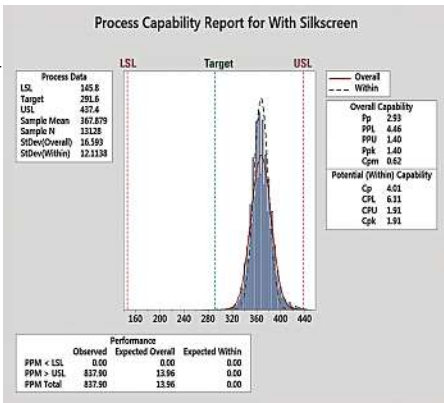 Process Capability Report for With Silkscreen
LSL Target USL
Process Data
LSL 145.8
Target 291.6
USL 437.4
Sample Mean 367.879
Sample N 13128
StDev(Overall) 16.593
StDev(Within) 12.1138
Overall
Within
Overall Capability
Pp 2.93
PPL 4.46
PPU 1.40
Ppk 1.40
Cpm 0.62
Potential (Within) Capability
Cp 4.01
CPL 6.11
CPU 1.91
Cpk 1.91
160 200 240 280 320 360 400 440
Performance
Observed Expected Overall Expected Within
PPM < LSL 0.00 0.00 0.00
PPM > USL 837.90 13.96 0.00
PPM Total 837.90 13.96 0.00